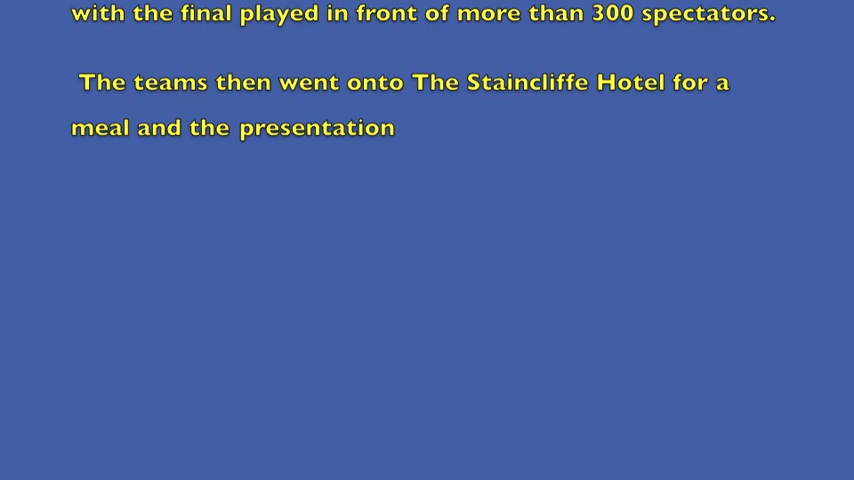 with the final played in front of more than 300 spectators.
The teams then went onto The Staincliffe Hotel for a
meal and the presentation